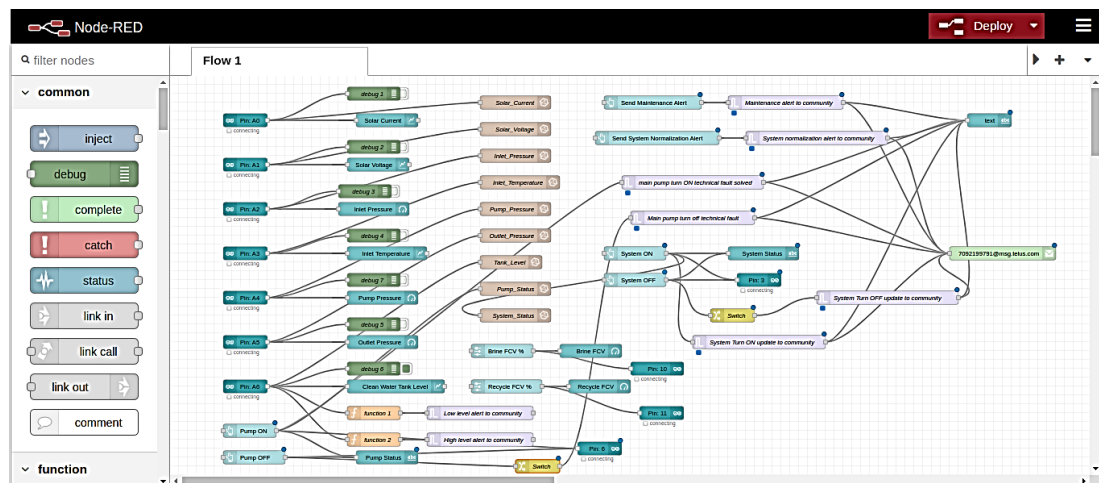 Node-RED
Deploy
filter nodes
Flow 1
common
inject
debug
complete
catch
status
link in
link call
link out
comment
function
debug 1
Pin: A0
connecting
Solar Current
debug 2
Pin: A1
connecting
Solar Voltage
debug 3
Pin: A2
connecting
Inlet Pressure
debug 4
Pin: A3
connecting
Inlet Temperature
debug 7
Pin: A4
connecting
Pump Pressure
debug 5
Pin: A5
connecting
Outlet Pressure
debug 6
Pin: A6
connecting
Clean Water Tank Level
function 1
Low level alert to community
Pump ON
function 2
High level alert to community
Pump OFF
Pump Status
Switch
Solar_Current
Solar_Voltage
Inlet_Pressure
Inlet_Temperature
Pump_Pressure
Outlet_Pressure
Tank_Level
Pump_Status
System_Status
Brine FCV %
Brine FCV
Pin: 10
connecting
Recycle FCV %
Recycle FCV
Pin: 11
connecting
Pin: 6
connecting
Send Maintenance Alert
Maintenance alert to community
text
Send System Normalization Alert
System normalization alert to community
main pump turn ON technical fault solved
Main pump turn off technical fault
System ON
System Status
7092199791@msg.telus.com
System OFF
Pin: 3
connecting
System Turn OFF update to community
Switch
System Turn ON update to community